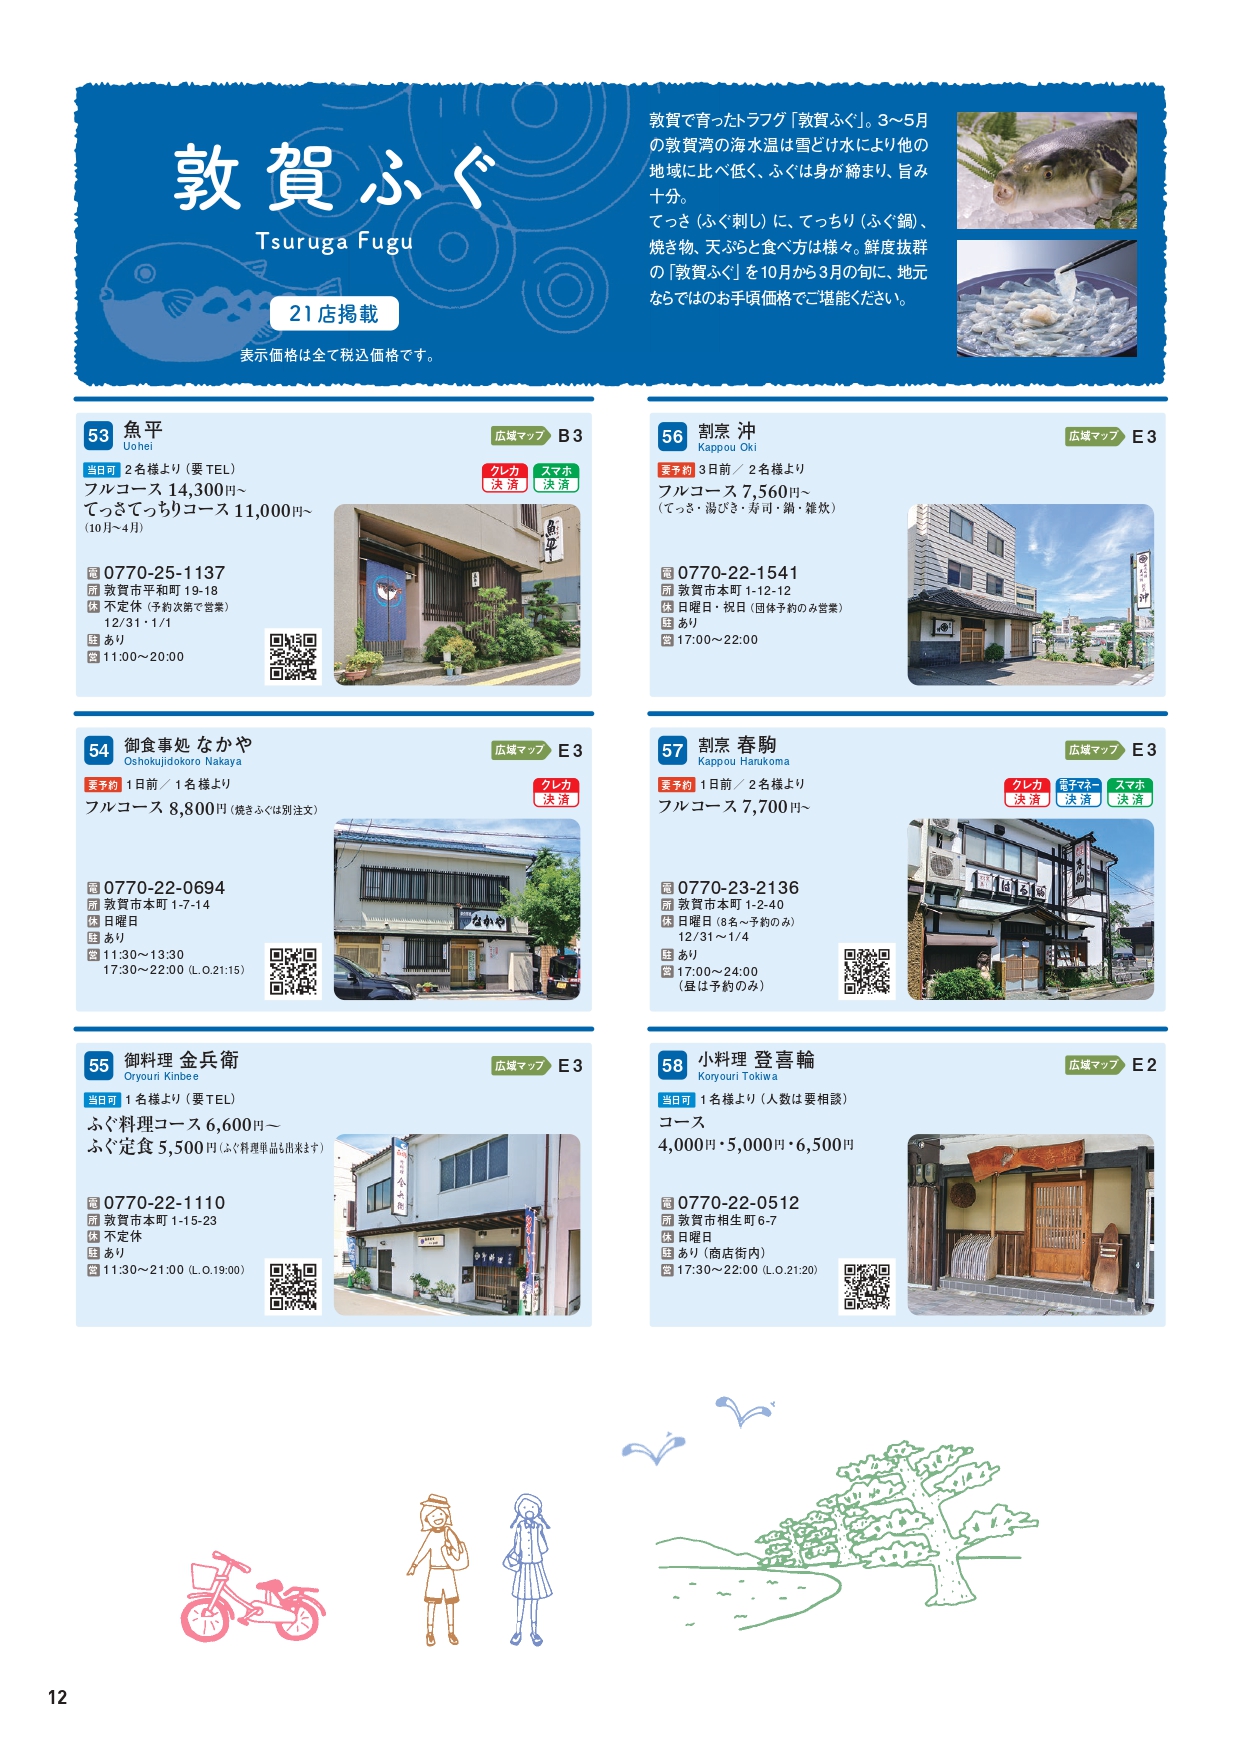 敦賀ふぐ
Tsuruga Fugu
21店掲載
表示価格は全て税込価格です。
敦賀で育ったトラフグ「敦賀ふぐ」。3〜5月
の敦賀湾の海水温は雪どけ水により他の
地域に比べ低く、ふぐは身が締まり、旨み
十分。
てっさ（ふぐ刺し）に、てっちり（ふぐ鍋）、
焼き物、天ぷらと食べ方は様々。鮮度抜群
の「敦賀ふぐ」を10月から3月の旬に、地元
ならではのお手頃価格でご堪能ください。
53 魚平
Uohei
広域マップ B3
当日可 2名様より（要TEL）
クレカ決済 スマホ決済
フルコース 14,300円〜
てっさてっちりコース 11,000円〜
（10月〜4月）
魚平
電 0770-25-1137
所 敦賀市平和町19-18
休 不定休（予約次第で営業）
12/31・1/1
駐 あり
営 11:00〜20:00
54 御食事処 なかや
Oshokujidokoro Nakaya
広域マップ E3
要予約 1日前／1名様より
クレカ決済
フルコース 8,800円（焼きふぐは別注文）
なかや
電 0770-22-0694
所 敦賀市本町1-7-14
休 日曜日
駐 あり
営 11:30〜13:30
17:30〜22:00（L.O.21:15）
55 御料理 金兵衛
Oryouri Kinbee
広域マップ E3
当日可 1名様より（要TEL）
ふぐ料理コース 6,600円〜
ふぐ定食 5,500円（ふぐ料理単品も出来ます）
金兵衛
電 0770-22-1110
所 敦賀市本町1-15-23
休 不定休
駐 あり
営 11:30〜21:00（L.O.19:00）
56 割烹 沖
Kappou Oki
広域マップ E3
要予約 3日前／2名様より
フルコース 7,560円〜
（てっさ・湯びき・寿司・鍋・雑炊）
沖
電 0770-22-1541
所 敦賀市本町1-12-12
休 日曜日・祝日（団体予約のみ営業）
駐 あり
営 17:00〜22:00
57 割烹 春駒
Kappou Harukoma
広域マップ E3
要予約 1日前／2名様より
クレカ決済 電子マネー決済 スマホ決済
フルコース 7,700円〜
はる駒
電 0770-23-2136
所 敦賀市本町1-2-40
休 日曜日（8名〜予約のみ）
12/31〜1/4
駐 あり
営 17:00〜24:00
（昼は予約のみ）
58 小料理 登喜輪
Koryouri Tokiwa
広域マップ E2
当日可 1名様より（人数は要相談）
コース
4,000円・5,000円・6,500円
電 0770-22-0512
所 敦賀市相生町6-7
休 日曜日
駐 あり（商店街内）
営 17:30〜22:00（L.O.21:20）
12